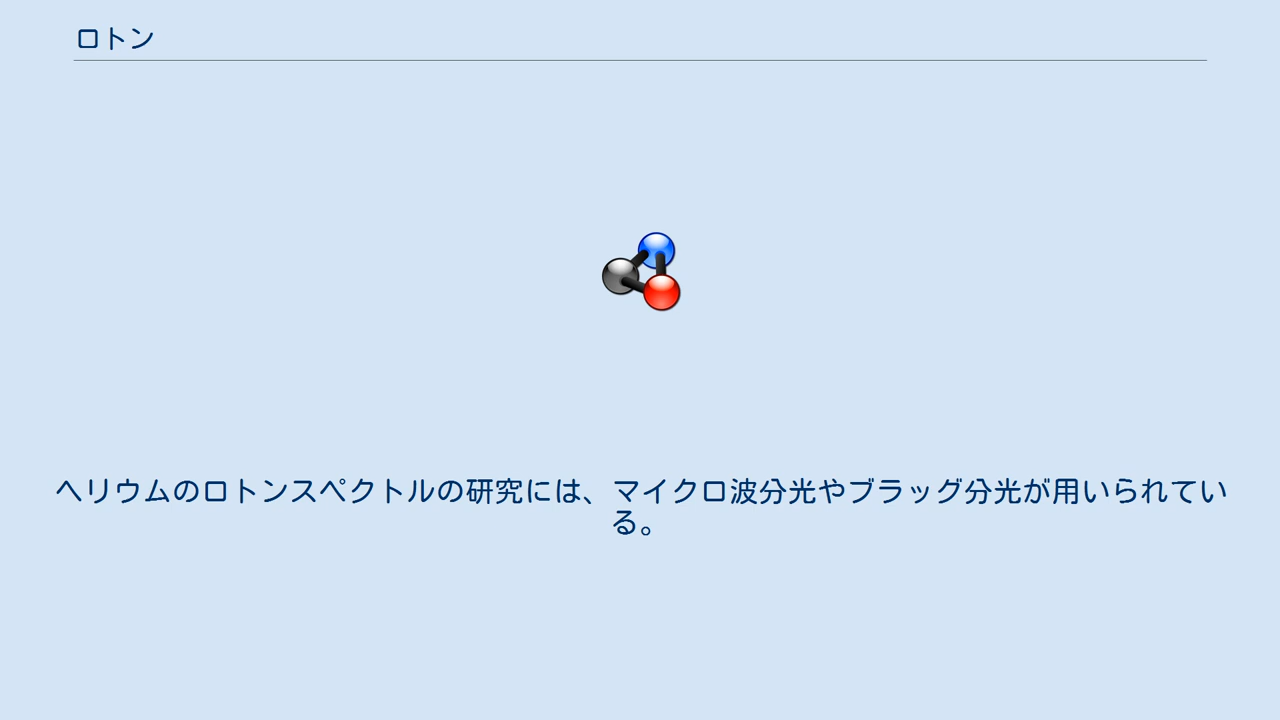 ロトン
ヘリウムのロトンスペクトルの研究には、マイクロ波分光やブラッグ分光が用いられてい
る。